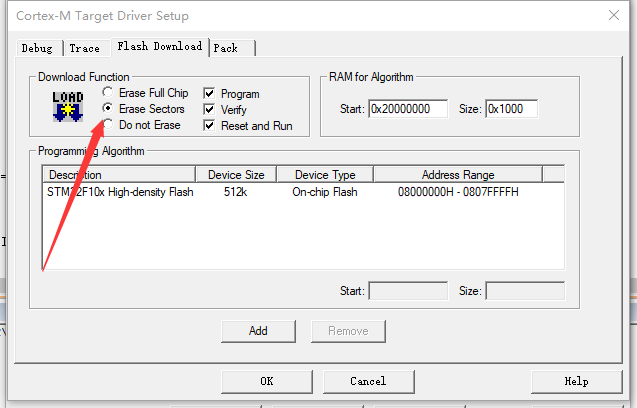 Cortex-M Target Driver Setup
Debug Trace Flash Download Pack
Download Function
LOAD
Erase Full Chip
Erase Sectors
Do not Erase
Program
Verify
Reset and Run
RAM for Algorithm
Start: 0x20000000 Size: 0x1000
Programming Algorithm
Description Device Size Device Type Address Range
STM32F10x High-density Flash 512k On-chip Flash 08000000H - 0807FFFFH
Start: Size:
Add Remove
OK Cancel Help